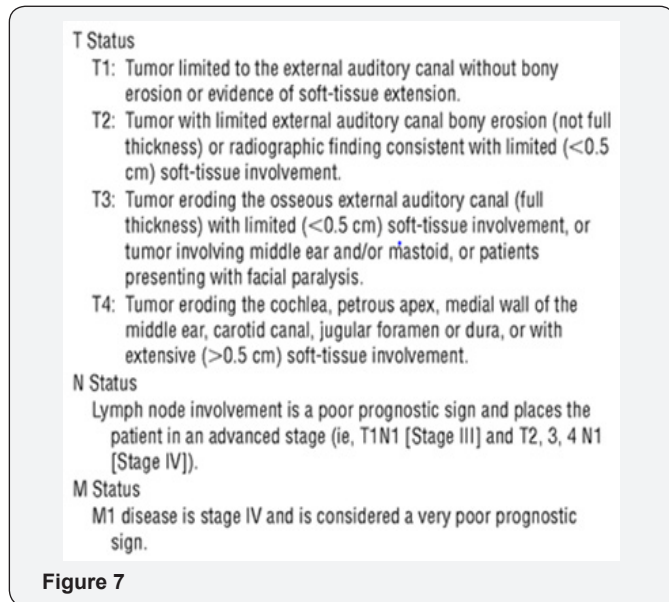 T Status
T1: Tumor limited to the external auditory canal without bony
erosion or evidence of soft-tissue extension.
T2: Tumor with limited external auditory canal bony erosion (not full
thickness) or radiographic finding consistent with limited (<0.5
cm) soft-tissue involvement.
T3: Tumor eroding the osseous external auditory canal (full
thickness) with limited (<0.5 cm) soft-tissue involvement, or
tumor involving middle ear and/or mastoid, or patients
presenting with facial paralysis.
T4: Tumor eroding the cochlea, petrous apex, medial wall of the
middle ear, carotid canal, jugular foramen or dura, or with
extensive (>0.5 cm) soft-tissue involvement.
N Status
Lymph node involvement is a poor prognostic sign and places the
patient in an advanced stage (ie, T1N1 [Stage III] and T2, 3, 4 N1
[Stage IV]).
M Status
M1 disease is stage IV and is considered a very poor prognostic
sign.
Figure 7